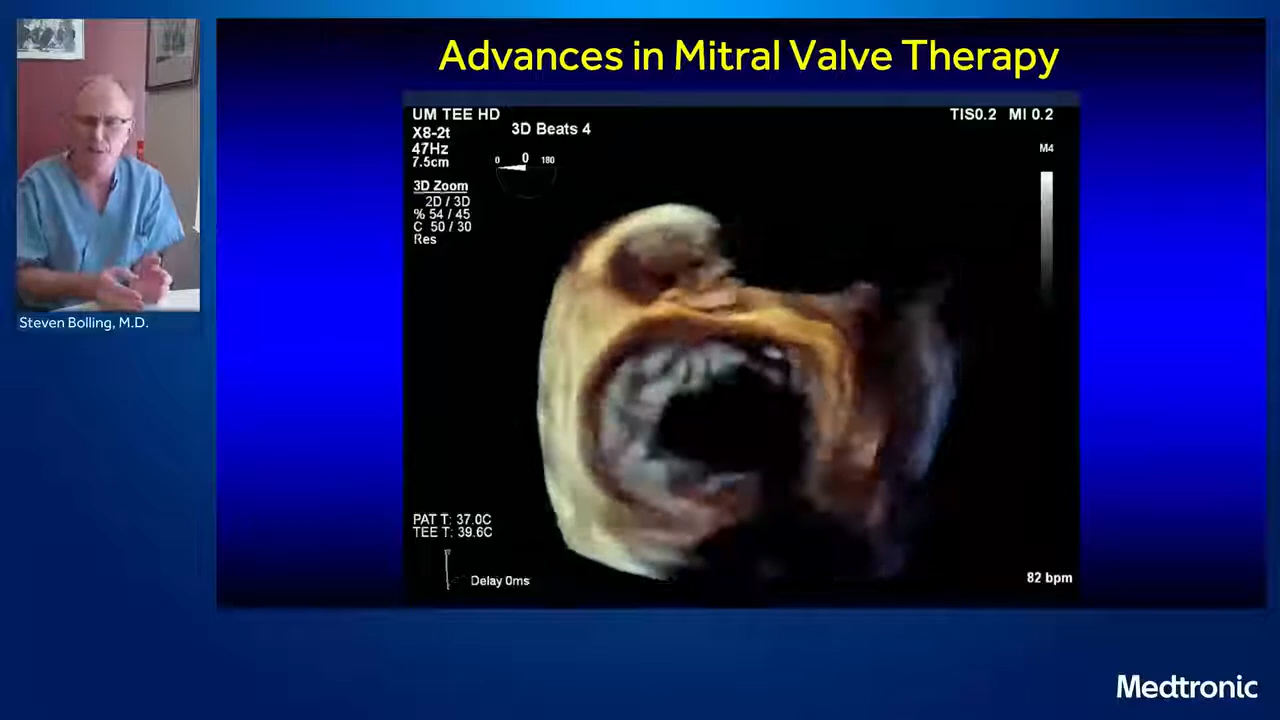 Advances in Mitral Valve Therapy
UM TEE HD
X8-2t
47Hz
7.5cm
3D Beats 4
0 0 180
TIS0.2 MI 0.2
M4
3D Zoom
2D / 3D
% 54 / 45
C 50 / 30
Res
PAT T: 37.0C
TEE T: 39.6C
Delay 0ms
82 bpm
Steven Bolling, M.D.
Medtronic